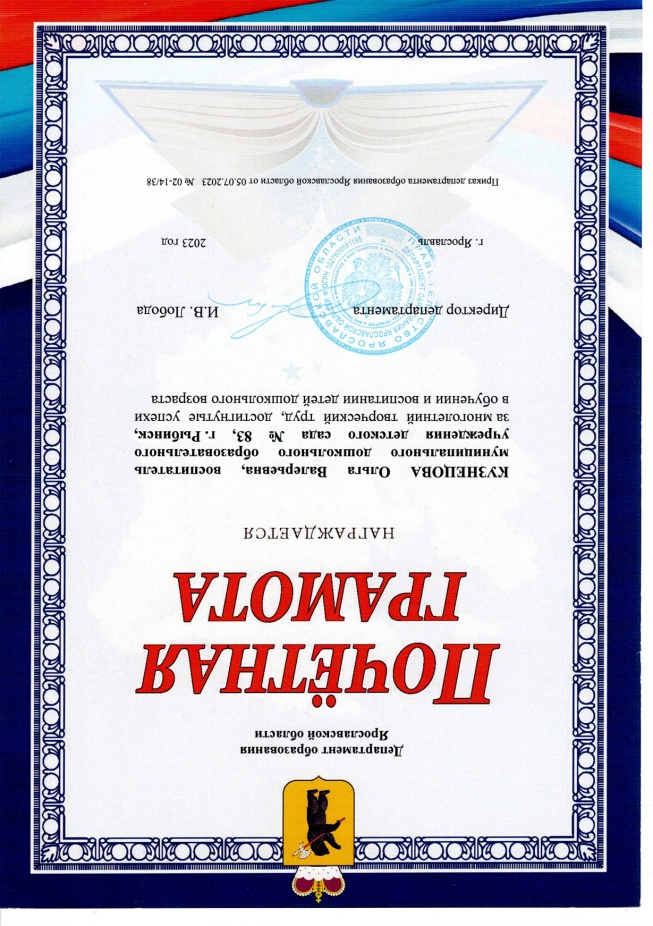 Департамент образования
Ярославской области
ПОЧЁТНАЯ
ГРАМОТА
НАГРАЖДАЕТСЯ
КУЗНЕЦОВА Ольга Валерьевна, воспитатель
муниципального дошкольного образовательного
учреждения детского сада № 83, г. Рыбинск,
за многолетний творческий труд, достигнутые успехи
в обучении и воспитании детей дошкольного возраста
Директор департамента И.В. Лобода
г. Ярославль 2023 год
Приказ департамента образования Ярославской области от 05.07.2023 № 02-14/38